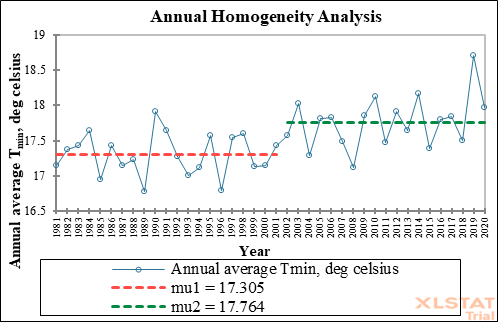 Annual Homogeneity Analysis
Annual average Tmin, deg celsius
19
18.5
18
17.5
17
16.5
1981 1982 1983 1984 1985 1986 1987 1988 1989 1990 1991 1992 1993 1994 1995 1996 1997 1998 1999 2000 2001 2002 2003 2004 2005 2006 2007 2008 2009 2010 2011 2012 2013 2014 2015 2016 2017 2018 2019 2020
Year
Annual average Tmin, deg celsius
mu1 = 17.305
mu2 = 17.764
XLSTAT
Trial